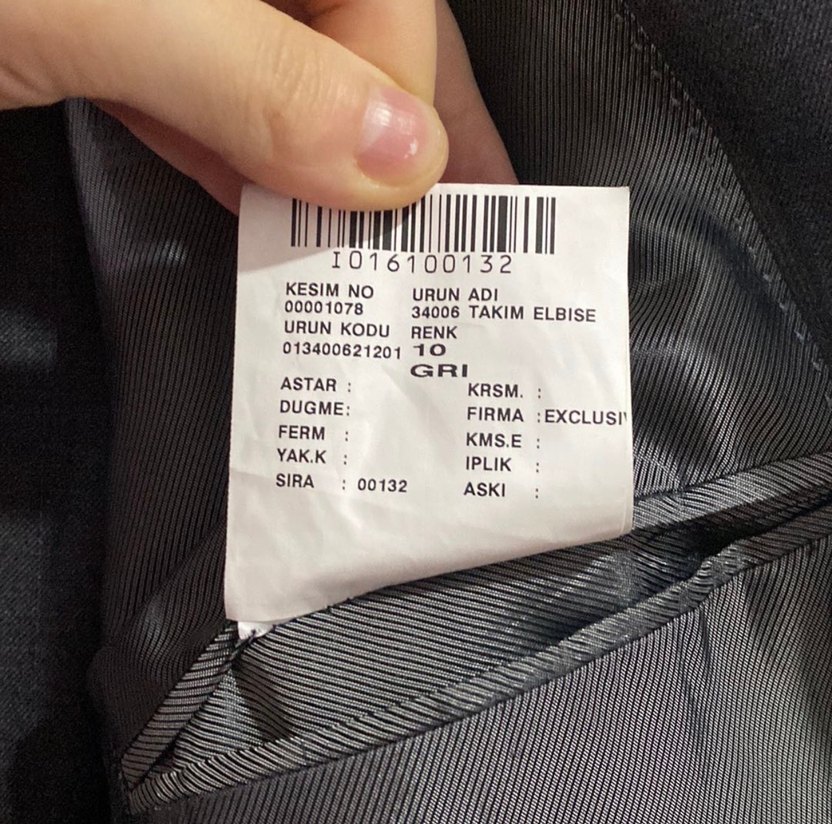 I016100132
KESIM NO URUN ADI
00001078 34006 TAKIM ELBISE
URUN KODU RENK
013400621201 10
GRI
ASTAR : KRSM. :
DUGME: FIRMA :EXCLUSI
FERM : KMS.E :
YAK.K : IPLIK :
SIRA : 00132 ASKI :